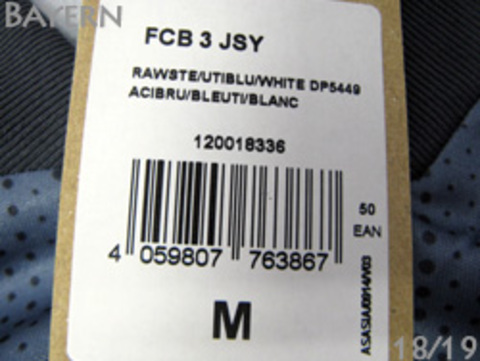 BAYERN
FCB 3 JSY
RAWSTE/UTIBLU/WHITE DP5449
ACIBRU/BLEUTI/BLANC
120018336
50
EAN
4 059807 763867
M
18/19